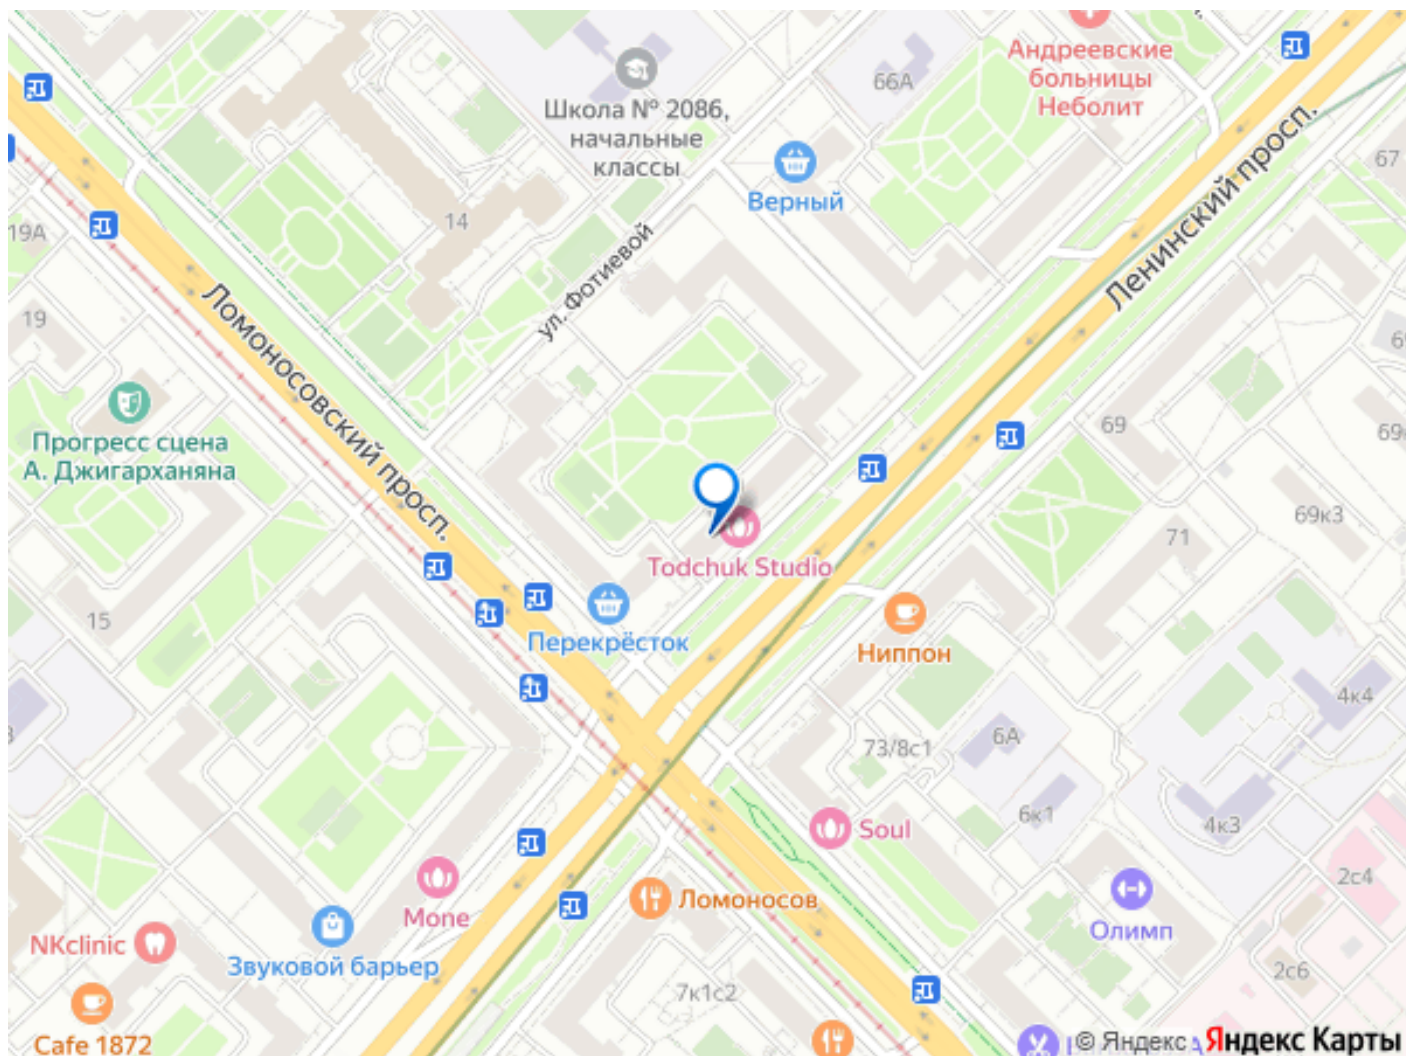 Андреевские
больницы
Неболит
66А
Школа № 2086,
начальные
классы
67
Верный
14
19А
ул. Фотиевой
Ленинский просп.
19
Ломоносовский просп.
Прогресс сцена
А. Джигарханяна
69
69к3
71
Todchuk Studio
15
Перекрёсток
Ниппон
4к4
73/8с1
6А
6к1
4к3
Soul
2с4
Ломоносов
Mone
Олимп
NKclinic
Звуковой барьер
2с6
7к1с2
Cafe 1872
© Яндекс Яндекс Карты